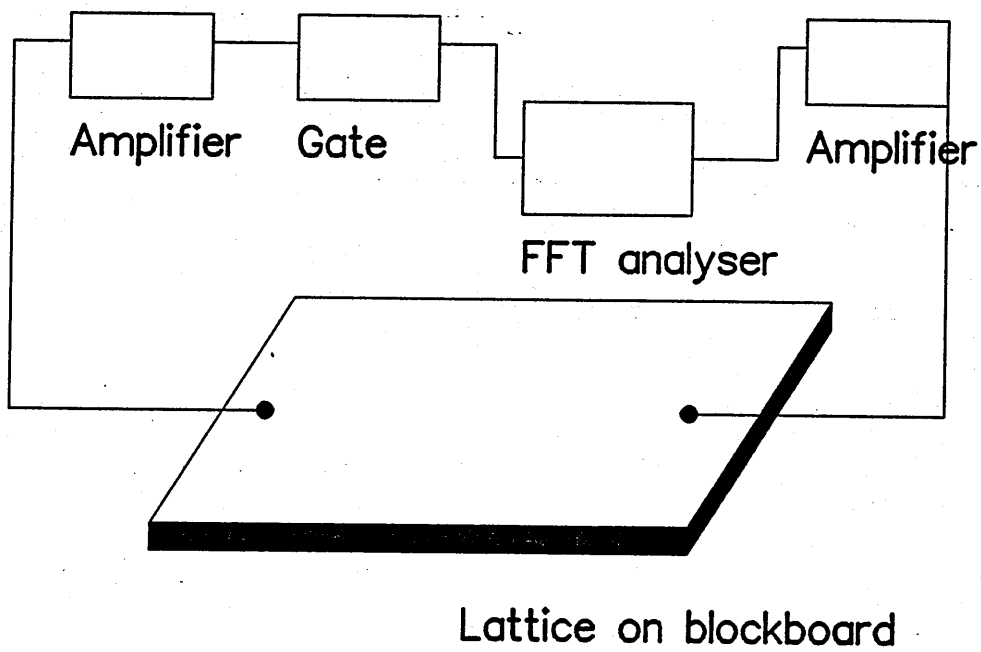 Amplifier
Gate
Amplifier
FFT analyser
Lattice on blockboard